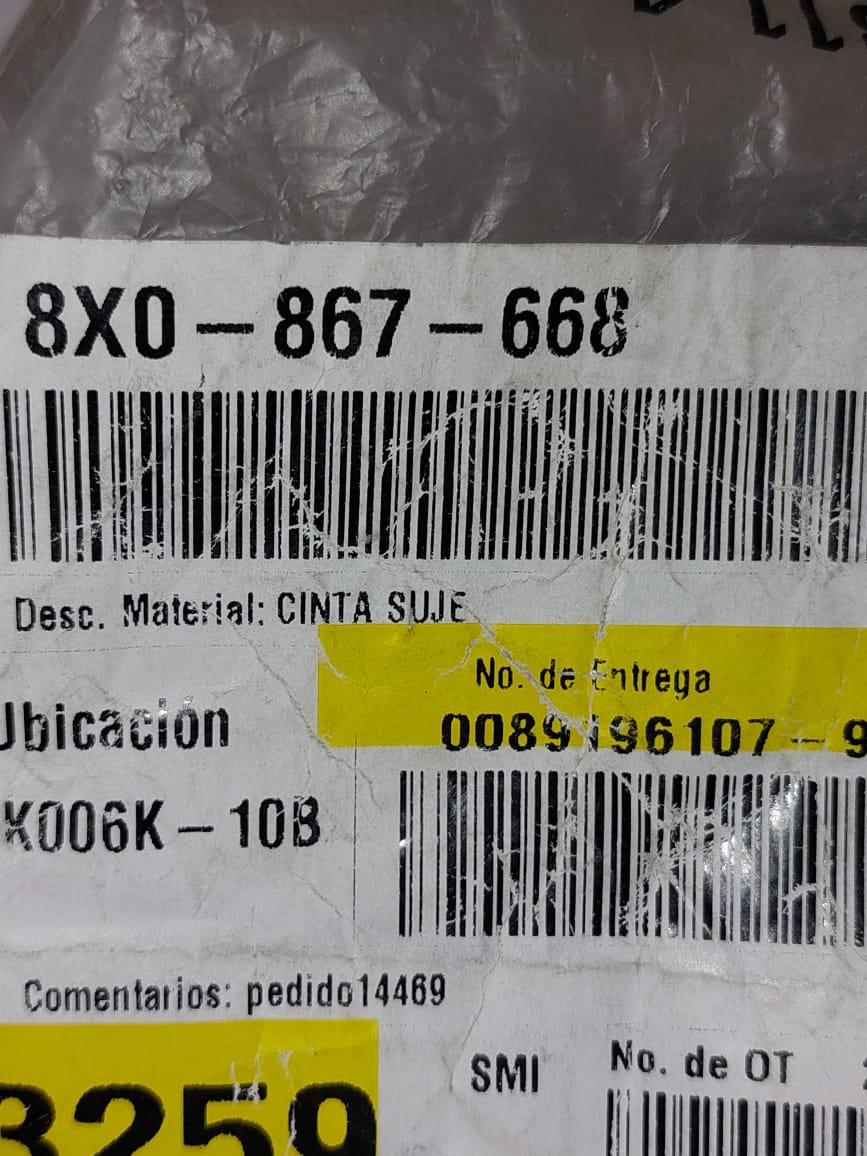 8X0-867-668
Desc. Material: CINTA SUJE
No. de Entrega
Ubicación
0089196107-9
K006K-10B
Comentarios: pedido14469
SMI
No. de OT
3259